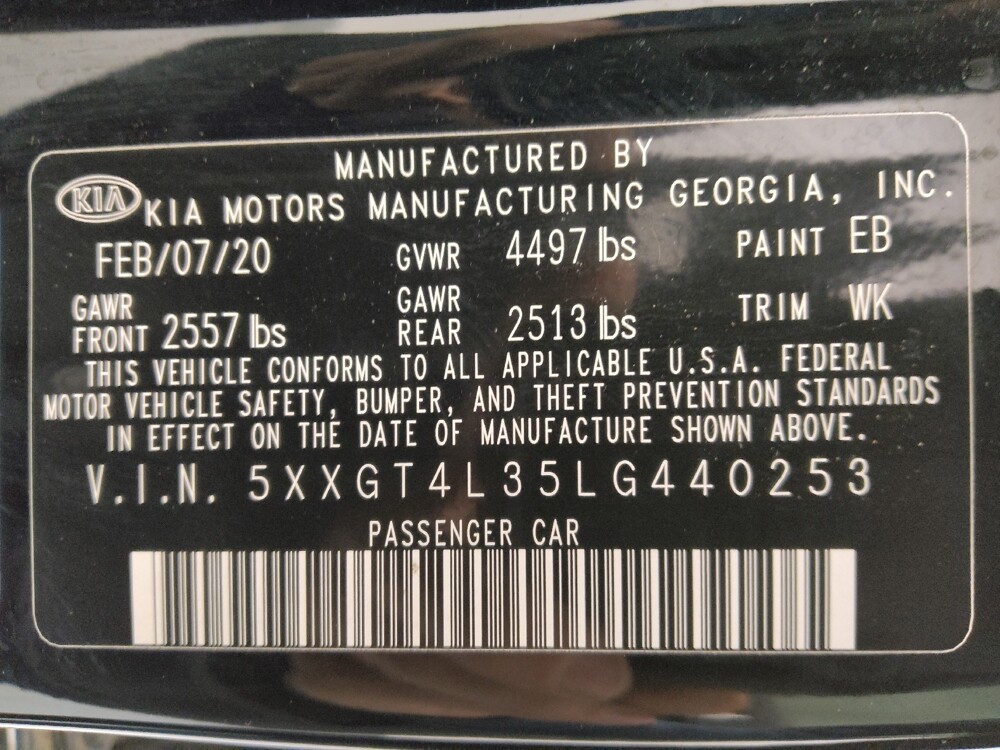 MANUFACTURED BY
KIA KIA MOTORS MANUFACTURING GEORGIA, INC.
FEB/07/20 GVWR 4497 lbs PAINT EB
GAWR FRONT 2557 lbs GAWR REAR 2513 lbs TRIM WK
THIS VEHICLE CONFORMS TO ALL APPLICABLE U.S.A. FEDERAL
MOTOR VEHICLE SAFETY, BUMPER, AND THEFT PREVENTION STANDARDS
IN EFFECT ON THE DATE OF MANUFACTURE SHOWN ABOVE.
V.I.N. 5XXGT4L35LG440253
PASSENGER CAR